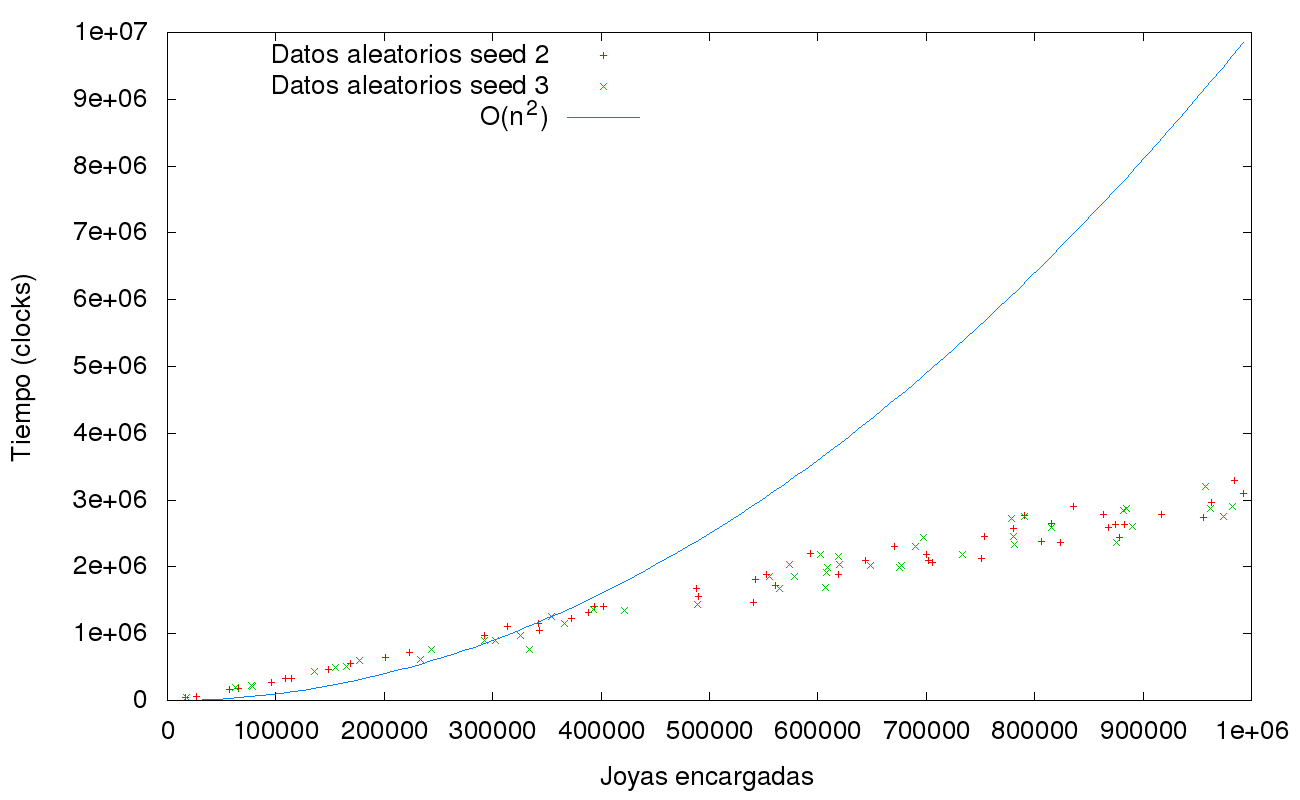 1e+07
9e+06
8e+06
7e+06
6e+06
5e+06
4e+06
3e+06
2e+06
1e+06
0
Tiempo (clocks)
Datos aleatorios seed 2
Datos aleatorios seed 3
O(n²)
0 100000 200000 300000 400000 500000 600000 700000 800000 900000 1e+06
Joyas encargadas